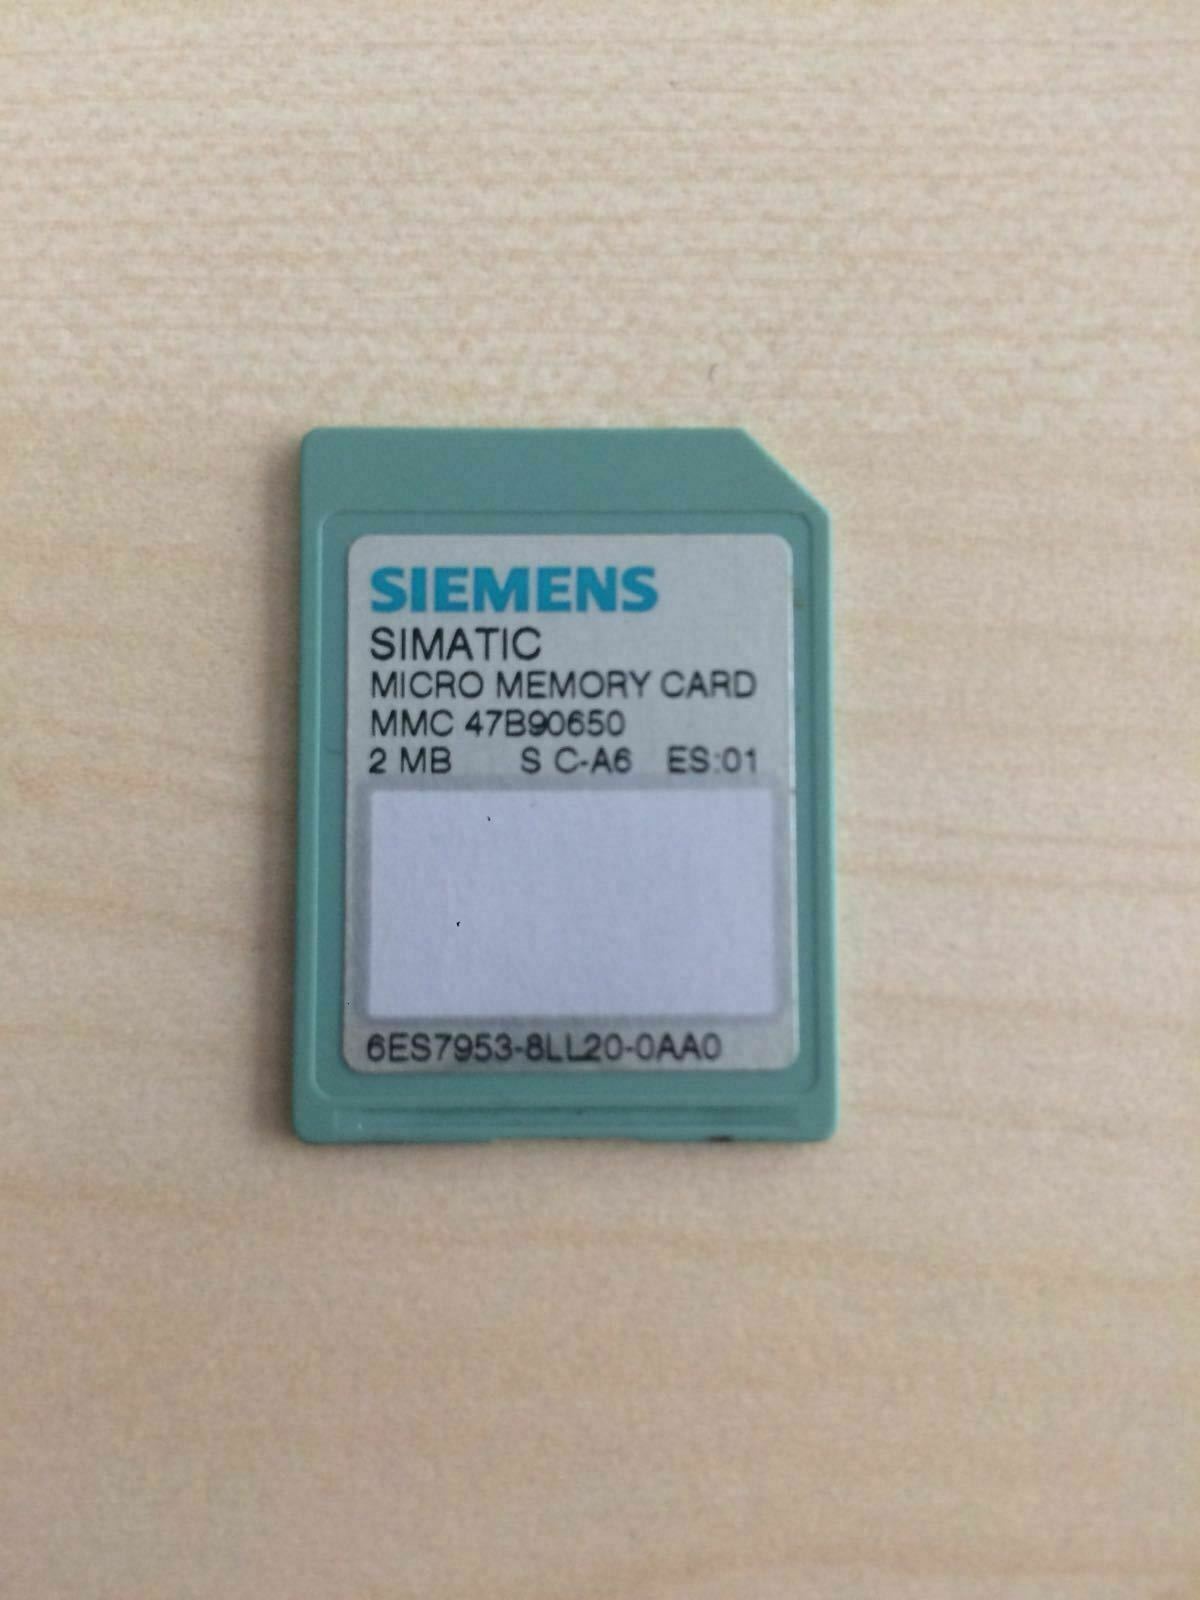 SIEMENS
SIMATIC
MICRO MEMORY CARD
MMC 47B90650
2 MB S C-A6 ES:01
6ES7953-8LL20-0AA0